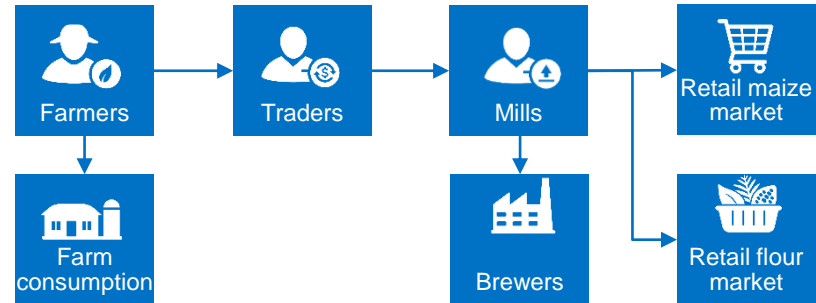 Farmers
Traders
Mills
Retail maize
market
Farm
consumption
Brewers
Retail flour
market